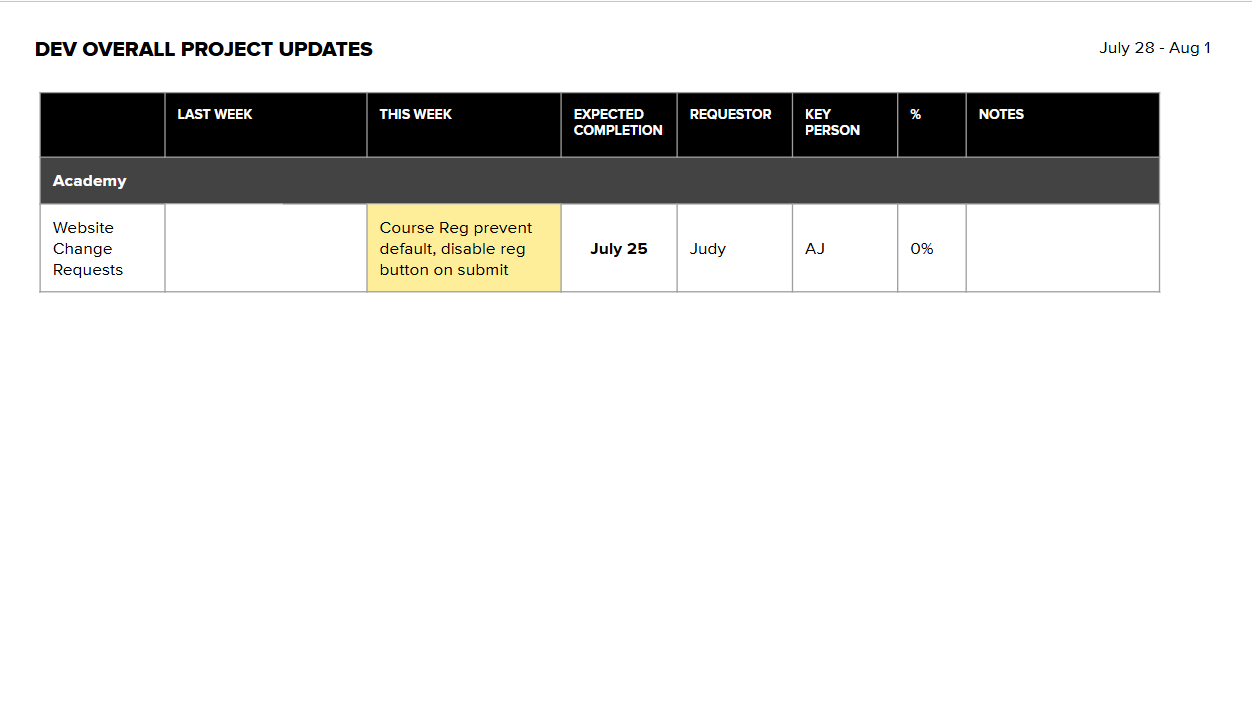 DEV OVERALL PROJECT UPDATES
July 28 - Aug 1
LAST WEEK
THIS WEEK
EXPECTED
COMPLETION
REQUESTOR
KEY
PERSON
%
NOTES
Academy
Website
Change
Requests
Course Reg prevent
default, disable reg
button on submit
July 25
Judy
AJ
0%